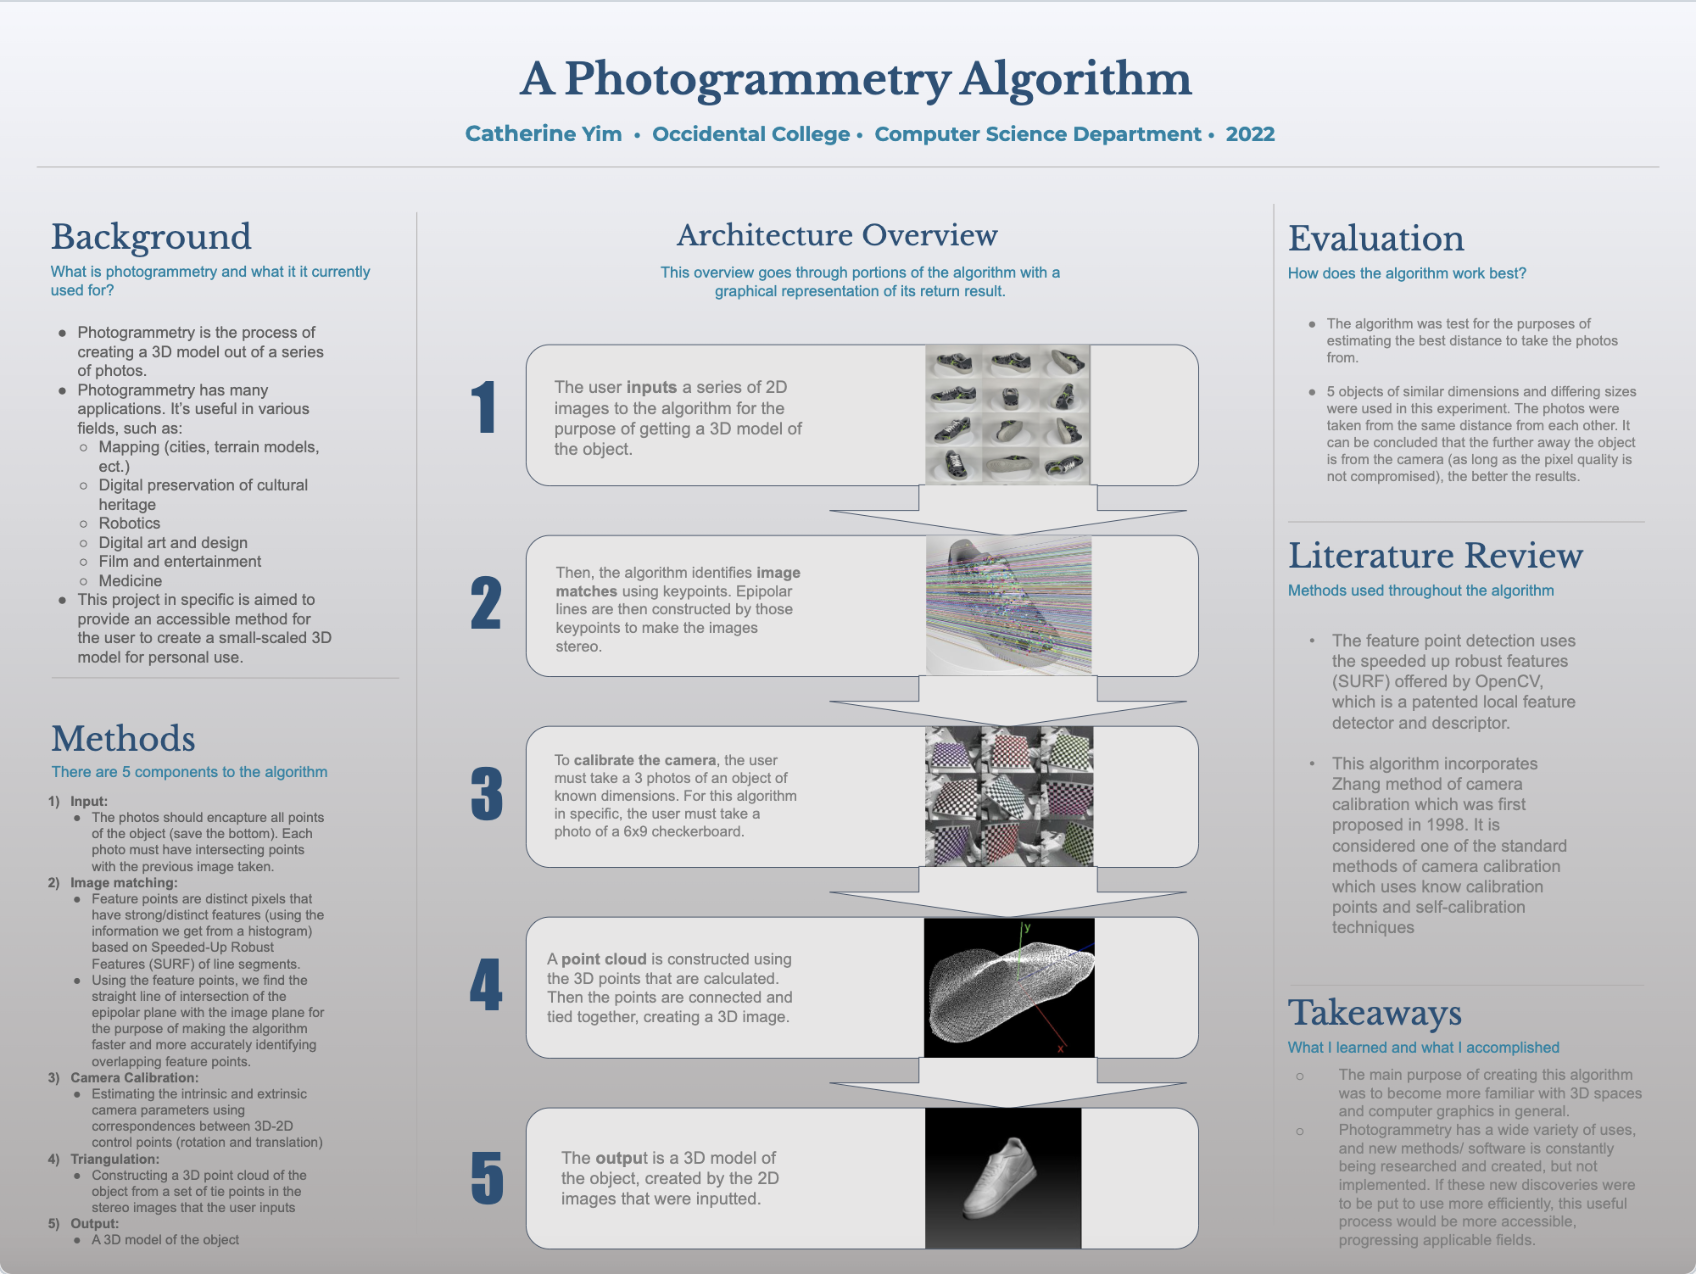 A Photogrammetry Algorithm
Catherine Yim • Occidental College • Computer Science Department • 2022
Background
What is photogrammetry and what it it currently
used for?
● Photogrammetry is the process of
creating a 3D model out of a series
of photos.
● Photogrammetry has many
applications. It's useful in various
fields, such as:
○ Mapping (cities, terrain models,
ect.)
○ Digital preservation of cultural
heritage
○ Robotics
○ Digital art and design
○ Film and entertainment
○ Medicine
● This project in specific is aimed to
provide an accessible method for
the user to create a small-scaled 3D
model for personal use.
Methods
There are 5 components to the algorithm
1) Input:
● The photos should encapture all points
of the object (save the bottom). Each
photo must have intersecting points
with the previous image taken.
2) Image matching:
● Feature points are distinct pixels that
have strong/distinct features (using the
information we get from a histogram)
based on Speeded-Up Robust
Features (SURF) of line segments.
● Using the feature points, we find the
straight line of intersection of the
epipolar plane with the image plane for
the purpose of making the algorithm
faster and more accurately identifying
overlapping feature points.
3) Camera Calibration:
● Estimating the intrinsic and extrinsic
camera parameters using
correspondences between 3D-2D
control points (rotation and translation)
4) Triangulation:
● Constructing a 3D point cloud of the
object from a set of tie points in the
stereo images that the user inputs
5) Output:
● A 3D model of the object
Architecture Overview
This overview goes through portions of the algorithm with a
graphical representation of its return result.
1
The user inputs a series of 2D
images to the algorithm for the
purpose of getting a 3D model of
the object.
2
Then, the algorithm identifies image
matches using keypoints. Epipolar
lines are then constructed by those
keypoints to make the images
stereo.
3
To calibrate the camera, the user
must take a 3 photos of an object of
known dimensions. For this algorithm
in specific, the user must take a
photo of a 6x9 checkerboard.
4
A point cloud is constructed using
the 3D points that are calculated.
Then the points are connected and
tied together, creating a 3D image.
y
x
5
The output is a 3D model of
the object, created by the 2D
images that were inputted.
Evaluation
How does the algorithm work best?
● The algorithm was test for the purposes of
estimating the best distance to take the photos
from.
● 5 objects of similar dimensions and differing sizes
were used in this experiment. The photos were
taken from the same distance from each other. It
can be concluded that the further away the object
is from the camera (as long as the pixel quality is
not compromised), the better the results.
Literature Review
Methods used throughout the algorithm
• The feature point detection uses
the speeded up robust features
(SURF) offered by OpenCV,
which is a patented local feature
detector and descriptor.
• This algorithm incorporates
Zhang method of camera
calibration which was first
proposed in 1998. It is
considered one of the standard
methods of camera calibration
which uses know calibration
points and self-calibration
techniques
Takeaways
What I learned and what I accomplished
○ The main purpose of creating this algorithm
was to become more familiar with 3D spaces
and computer graphics in general.
○ Photogrammetry has a wide variety of uses,
and new methods/ software is constantly
being researched and created, but not
implemented. If these new discoveries were
to be put to use more efficiently, this useful
process would be more accessible,
progressing applicable fields.